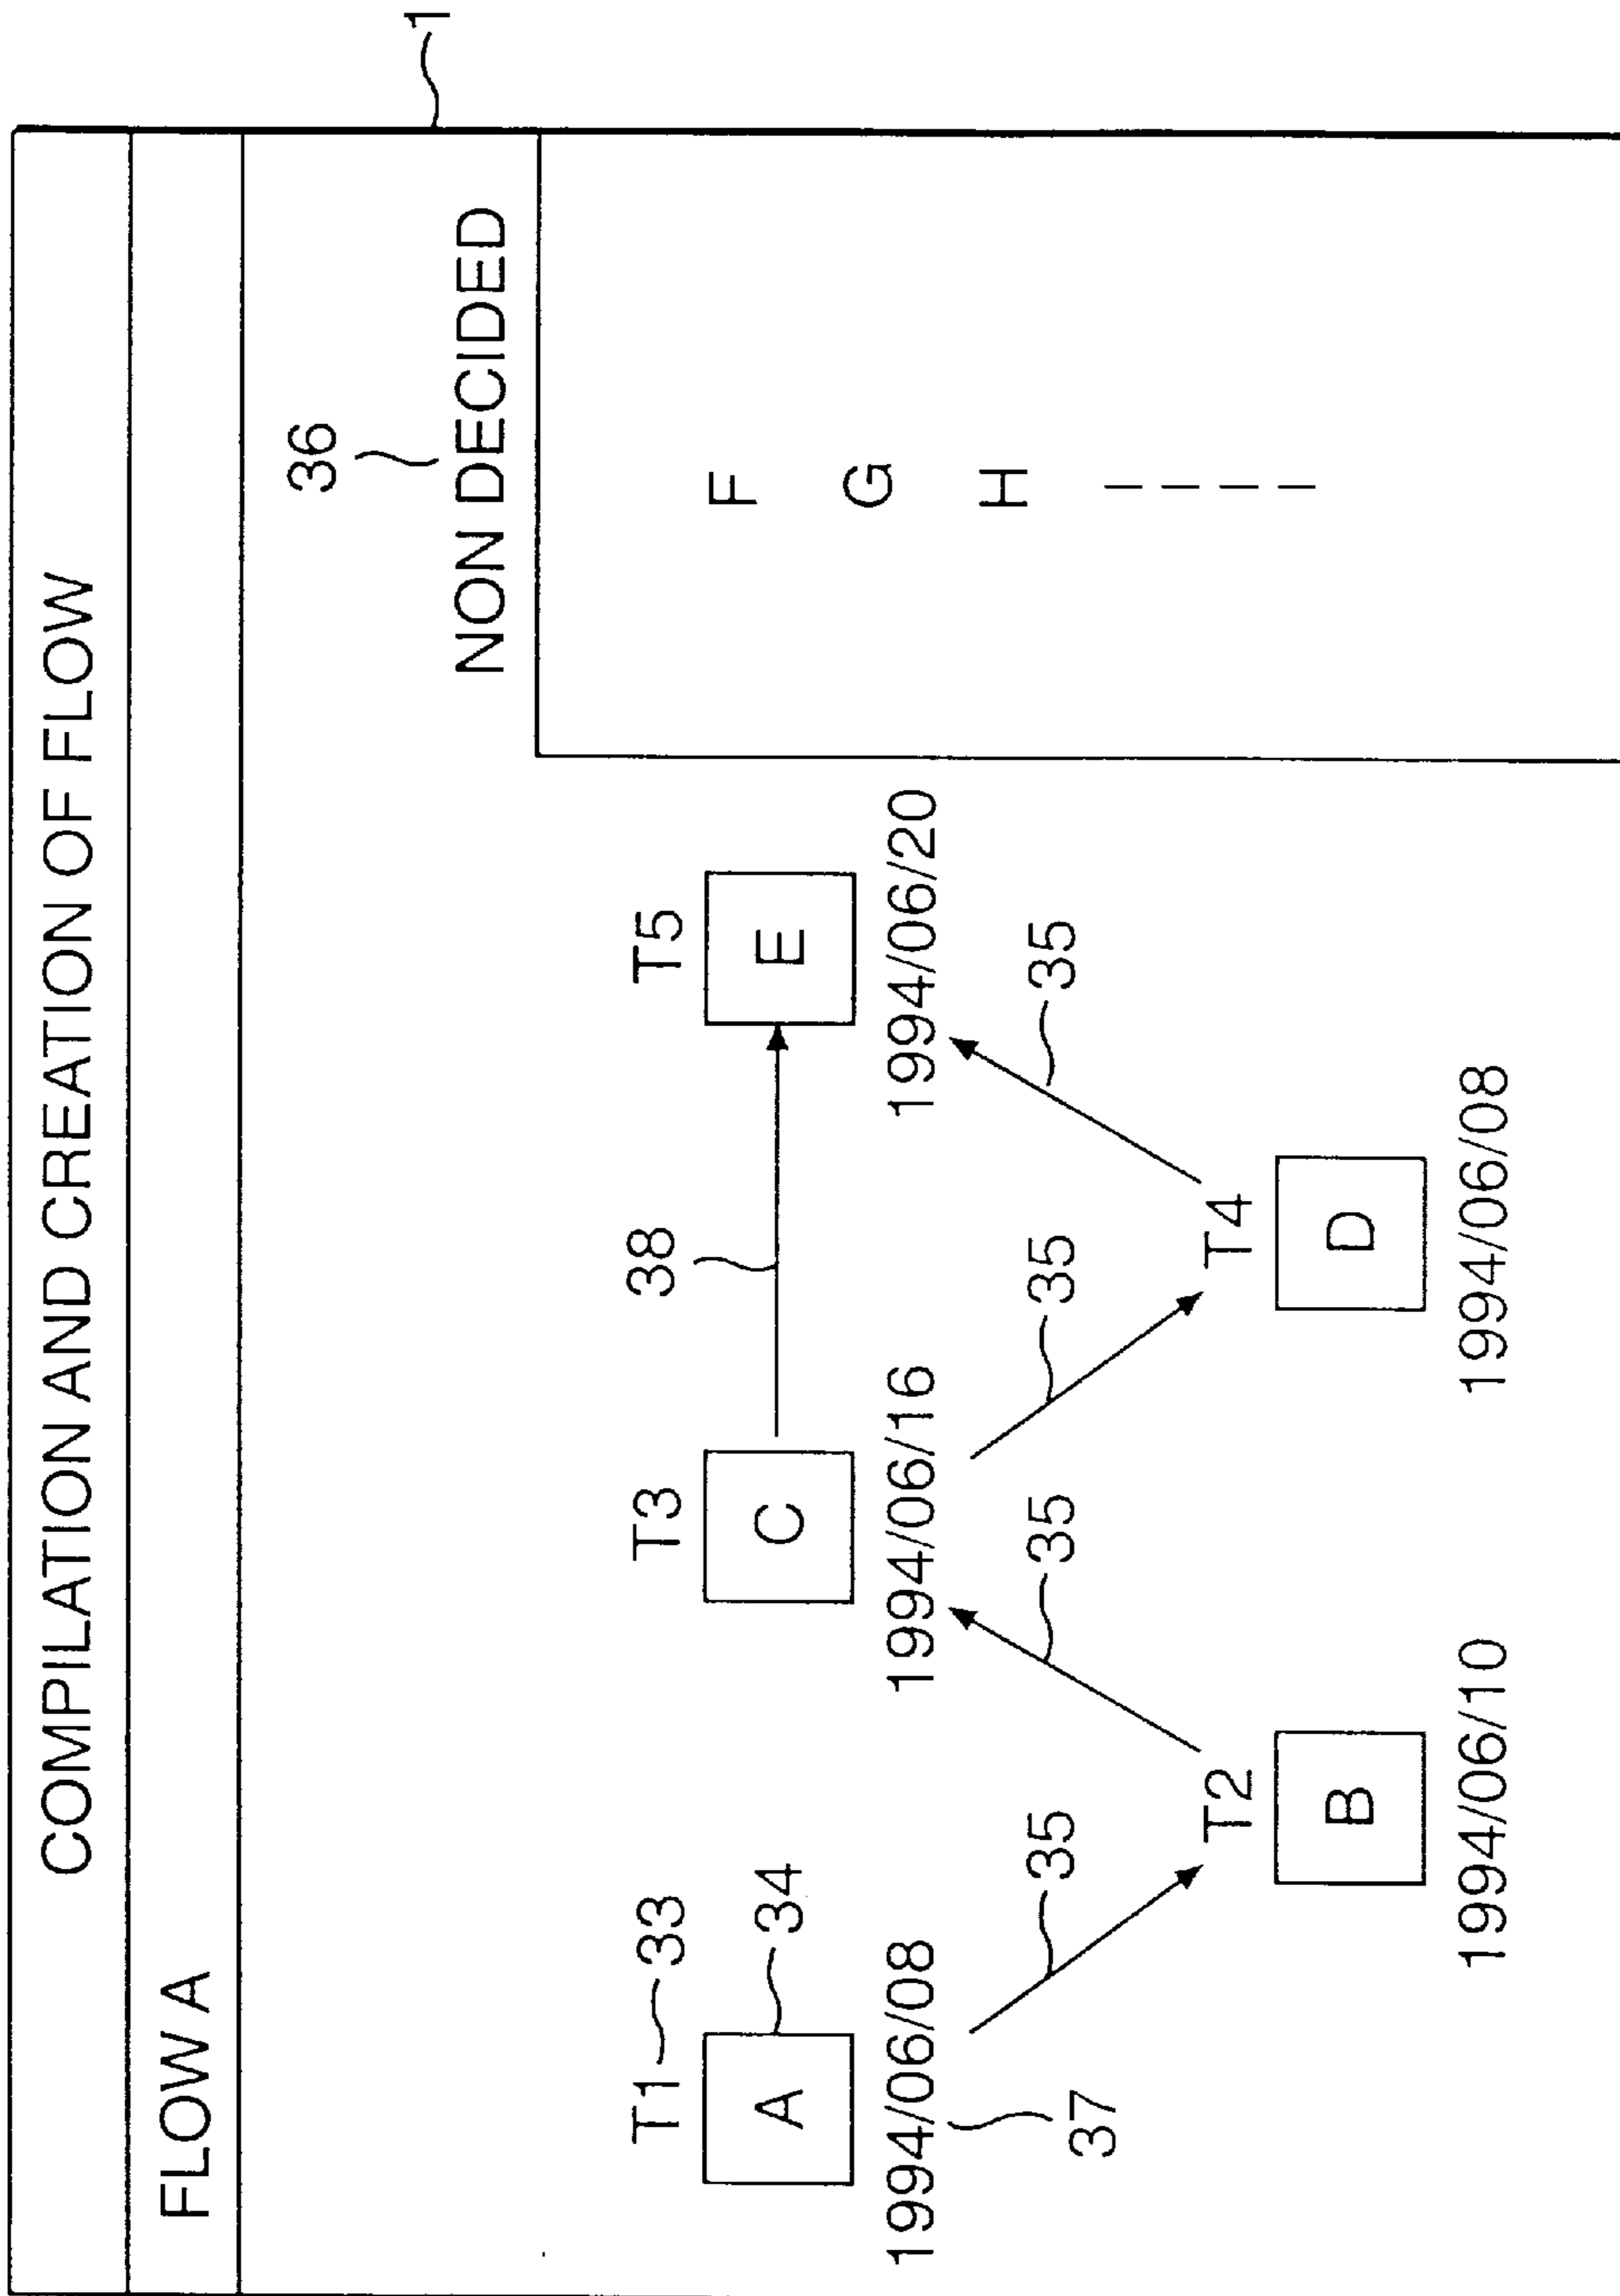 COMPILATION AND CREATION OF FLOW
FLOW A
1
36
NON DECIDED
T1 33
T3
38
T5
A 34
C
E
F
1994/06/08
1994/06/16
1994/06/20
G
37
35
35
35
35
H
T2
T4
B
D
1994/06/10
1994/06/08